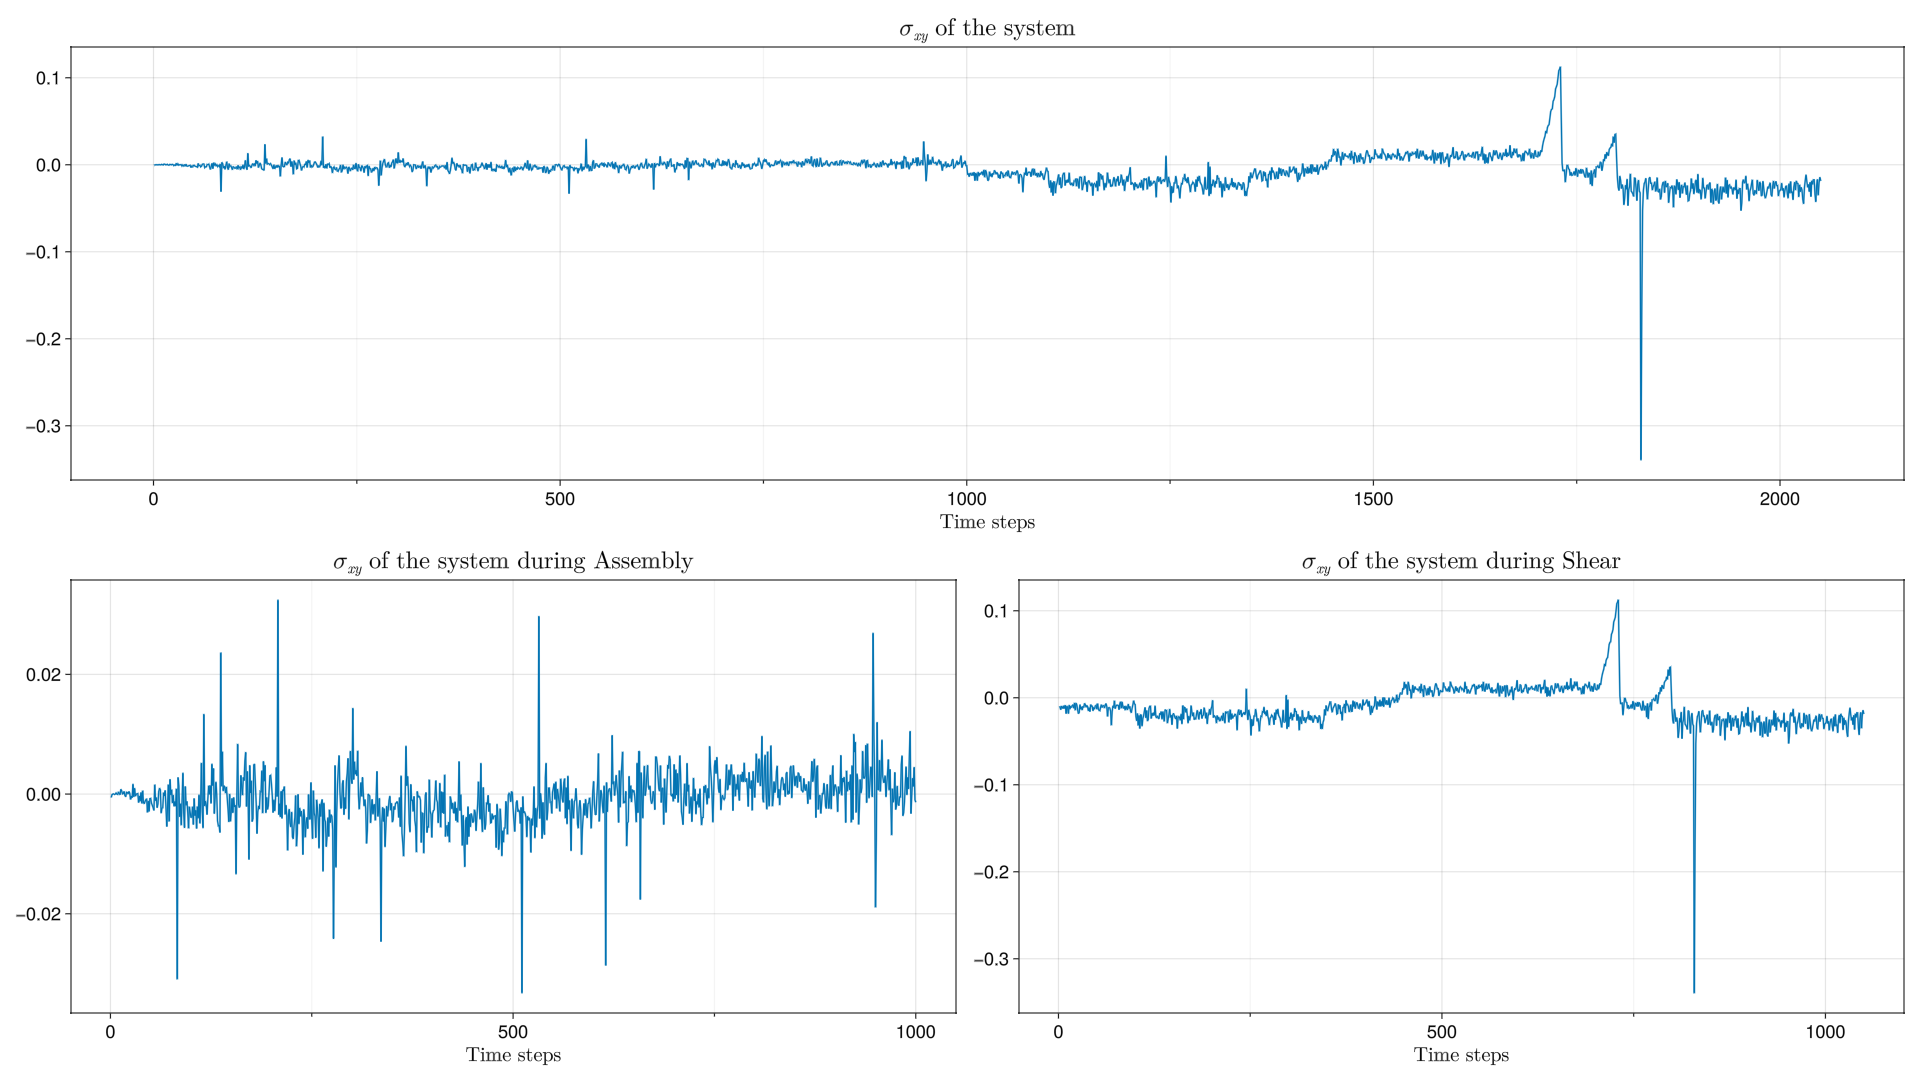 σxy of the system
0.1
0.0
−0.1
−0.2
−0.3
0 500 1000 1500 2000
Time steps
σxy of the system during Assembly
0.02
0.00
−0.02
0 500 1000
Time steps
σxy of the system during Shear
0.1
0.0
−0.1
−0.2
−0.3
0 500 1000
Time steps